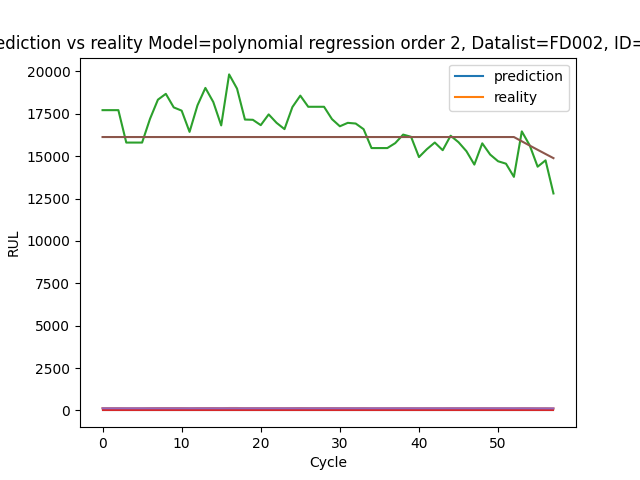 ediction vs reality Model=polynomial regression order 2, Datalist=FD002, ID=
prediction
reality
20000
17500
15000
12500
10000
7500
5000
2500
0
RUL
0 10 20 30 40 50
Cycle